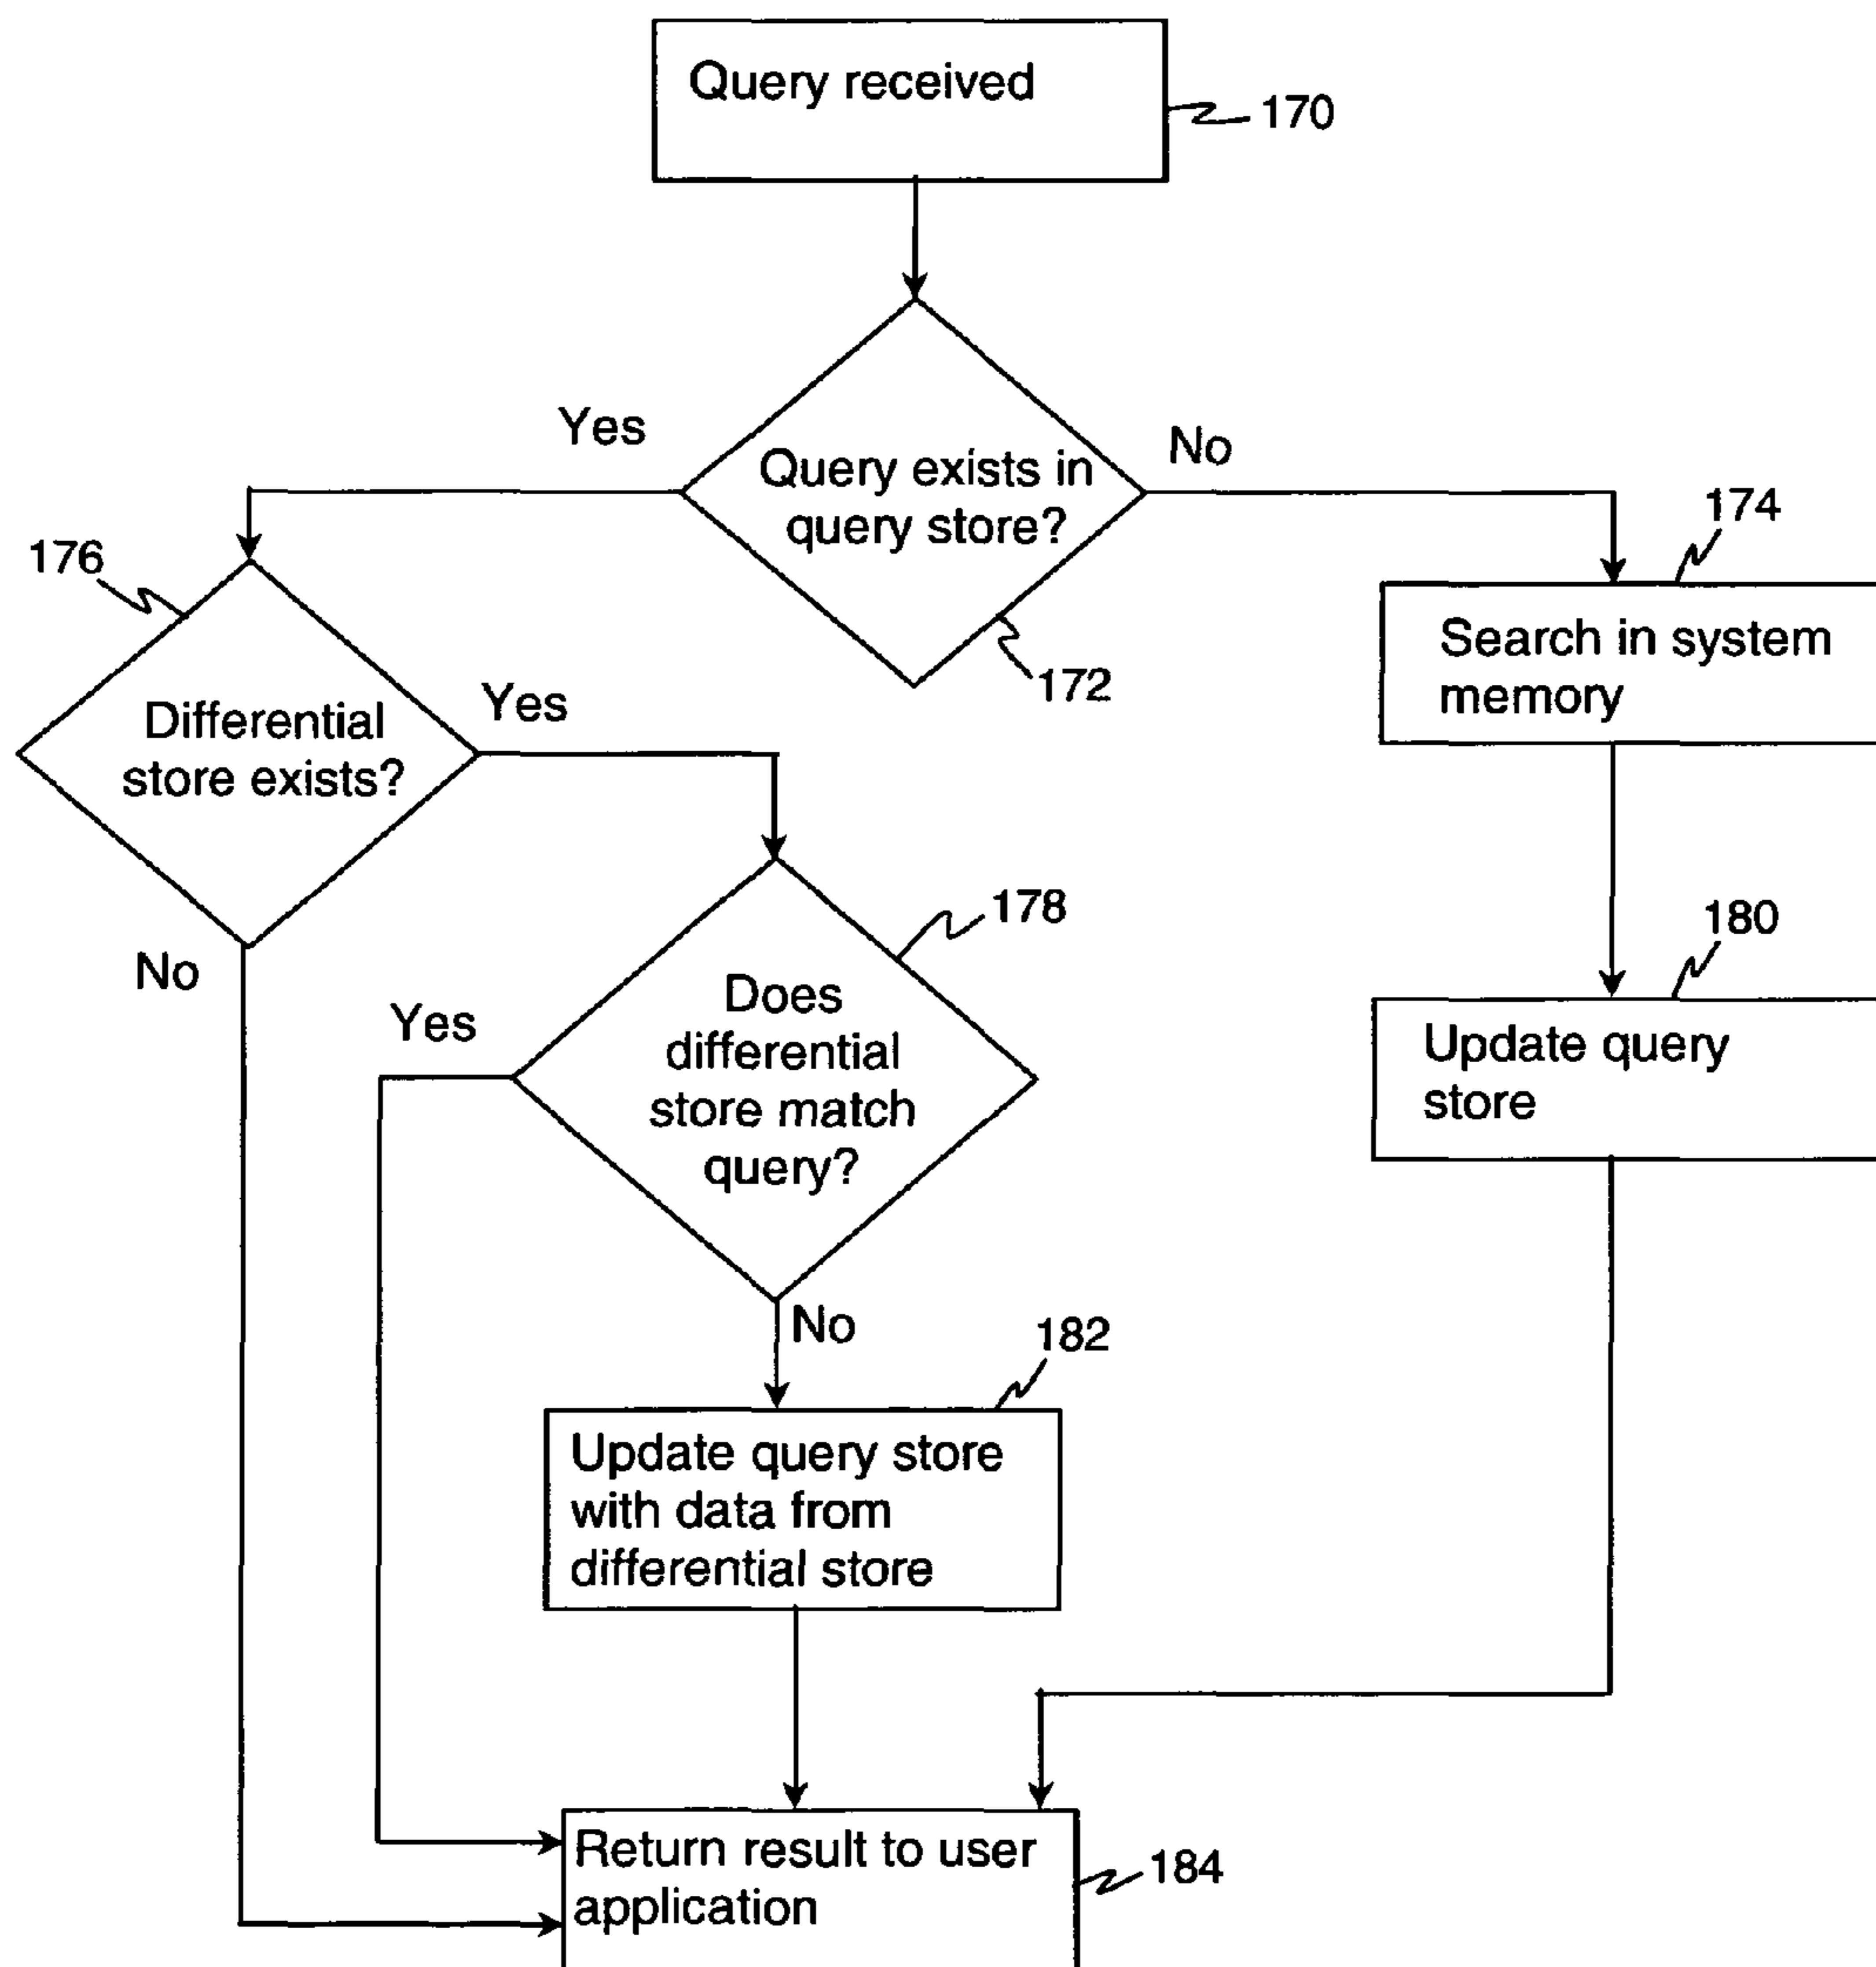 Query received
170
Yes
No
Query exists in
query store?
172
174
Search in system
memory
176
Differential
store exists?
Yes
No
178
Does
differential
store match
query?
Yes
No
180
Update query
store
182
Update query store
with data from
differential store
Return result to user
application
184